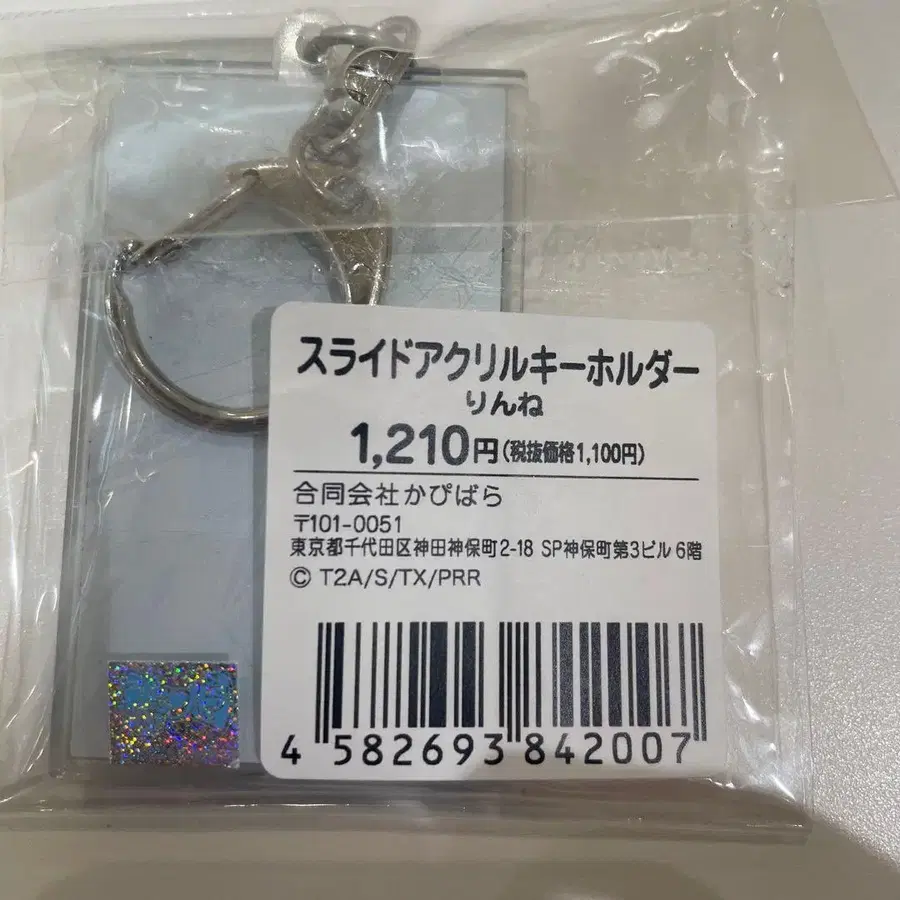 スライドアクリルキーホルダー
りんね
1,210円(税抜価格1,100円)
合同会社かぴばら
〒101-0051
東京都千代田区神田神保町2-18 SP神保町第3ビル 6階
© T2A/S/TX/PRR
4 582693 842007